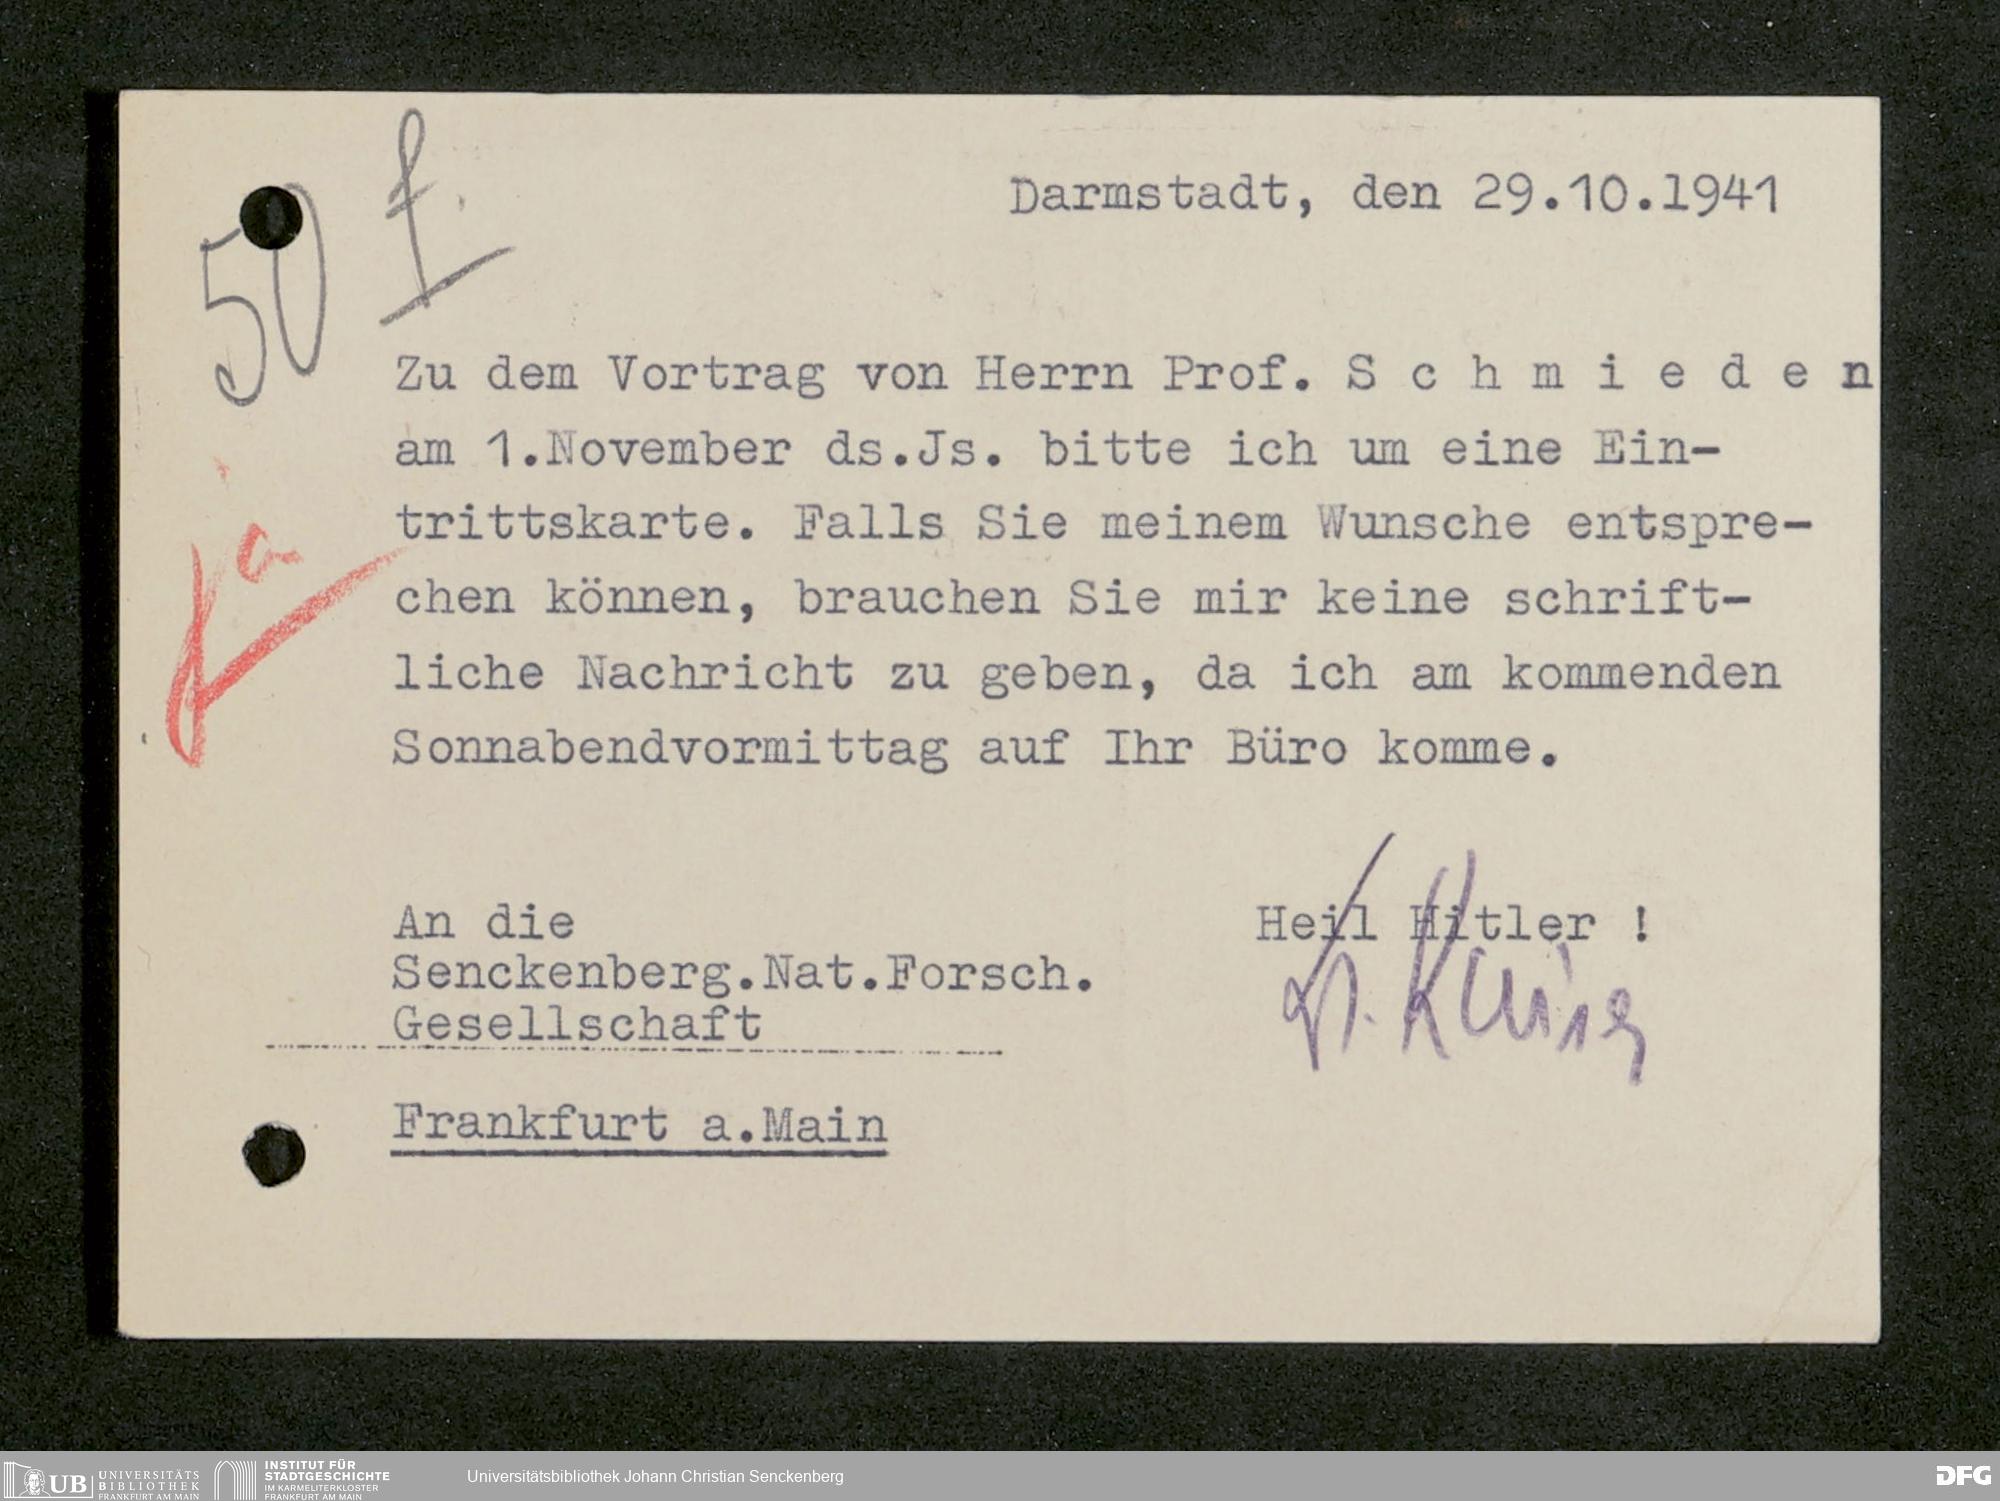 50 f.
Darmstadt, den 29.10.1941
Zu dem Vortrag von Herrn Prof. S c h m i e d e n
am 1.November ds.Js. bitte ich um eine Ein-
trittskarte. Falls Sie meinem Wunsche entspre-
ja
chen können, brauchen Sie mir keine schrift-
liche Nachricht zu geben, da ich am kommenden
Sonnabendvormittag auf Ihr Büro komme.
An die
Senckenberg.Nat.Forsch.
Gesellschaft
Frankfurt a.Main
Heil Hitler !
Dr.
UB UNIVERSITÄTS
BIBLIOTHEK
FRANKFURT AM MAIN
INSTITUT FÜR
STADTGESCHICHTE
IM KARMELITERKLOSTER
FRANKFURT AM MAIN
Universitätsbibliothek Johann Christian Senckenberg
DFG